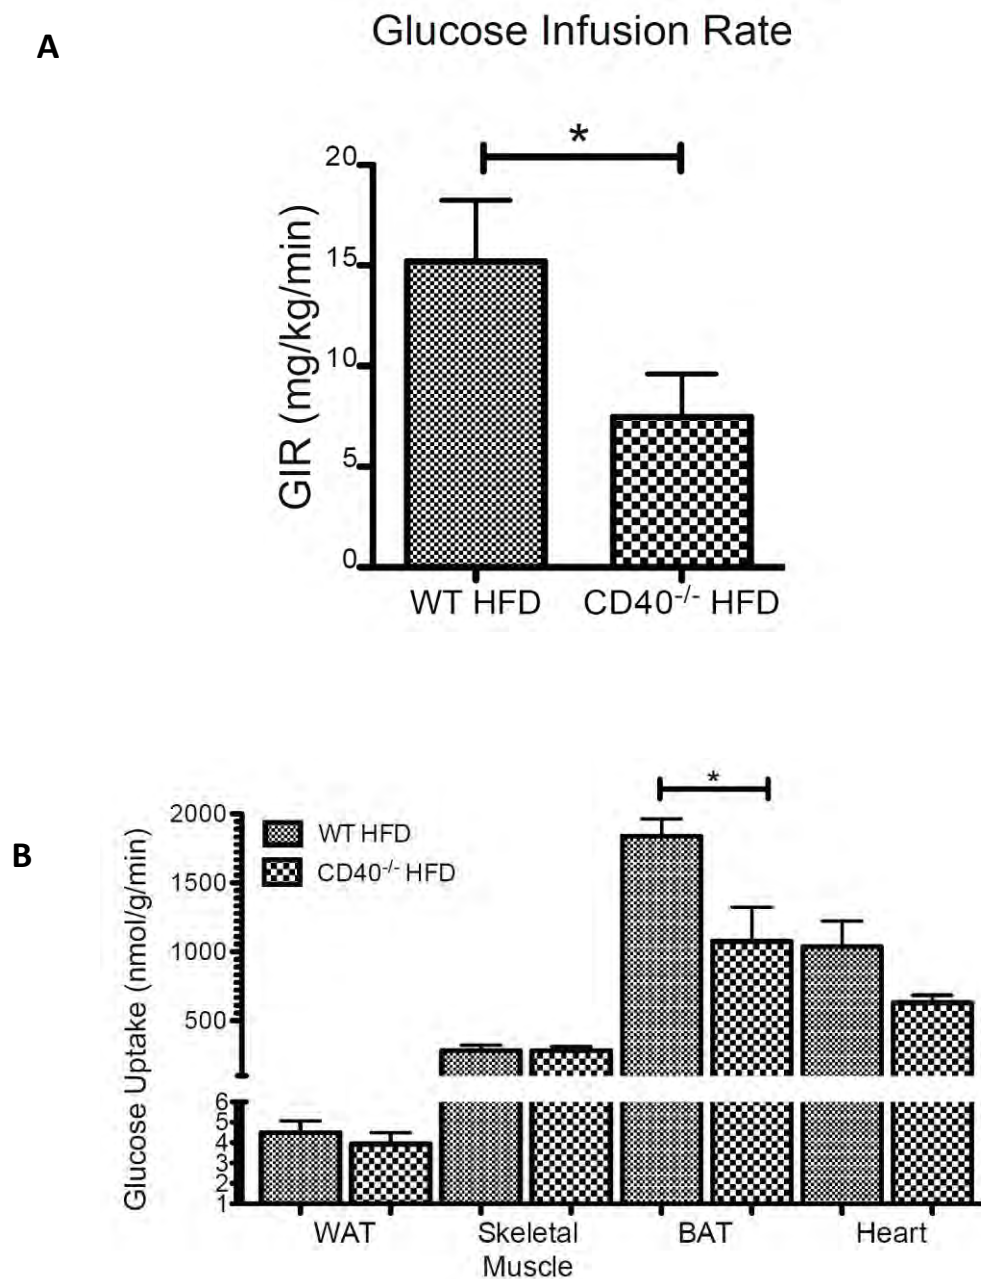 A
Glucose Infusion Rate
*
GIR (mg/kg/min)
20
15
10
5
0
WT HFD
CD40-/- HFD
B
*
Glucose Uptake (nmol/g/min)
2000
1500
1000
500
6
5
4
3
2
1
WT HFD
CD40-/- HFD
WAT
Skeletal
Muscle
BAT
Heart